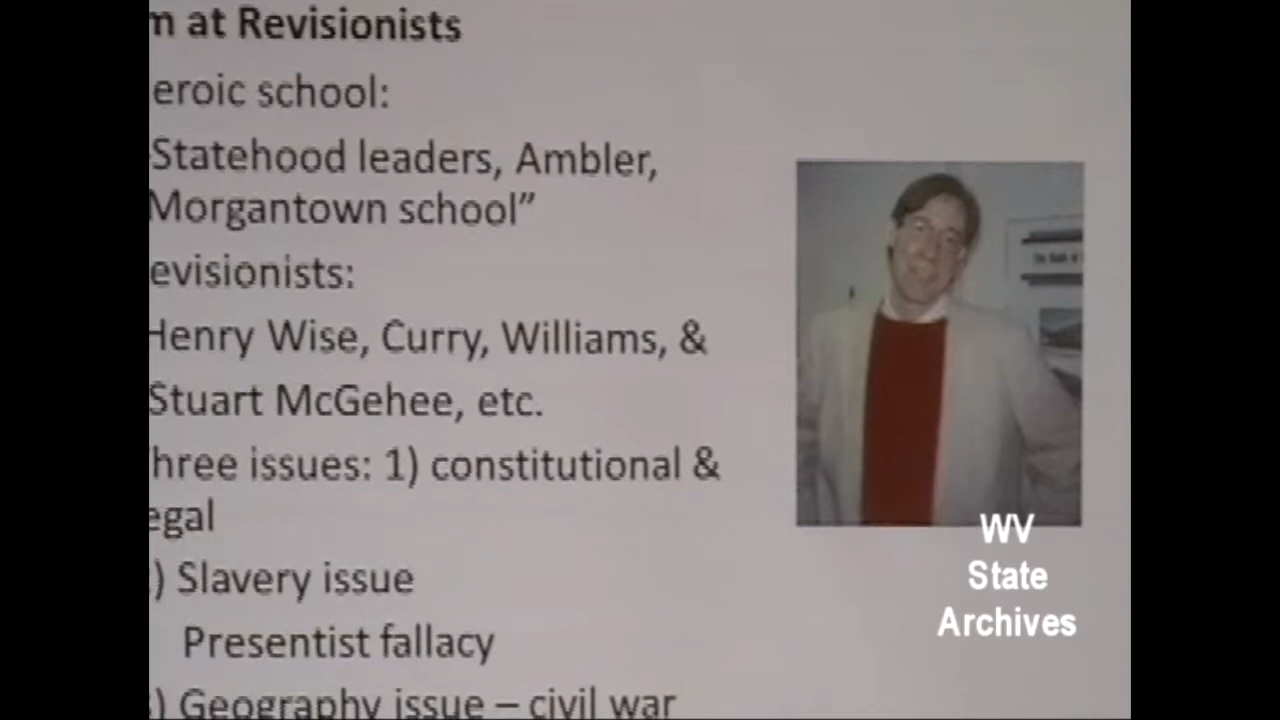 m at Revisionists
eroic school:
Statehood leaders, Ambler,
Morgantown school”
evisionists:
Henry Wise, Curry, Williams, &
Stuart McGehee, etc.
hree issues: 1) constitutional &
egal
) Slavery issue
Presentist fallacy
) Geography issue – civil war
WV
State
Archives